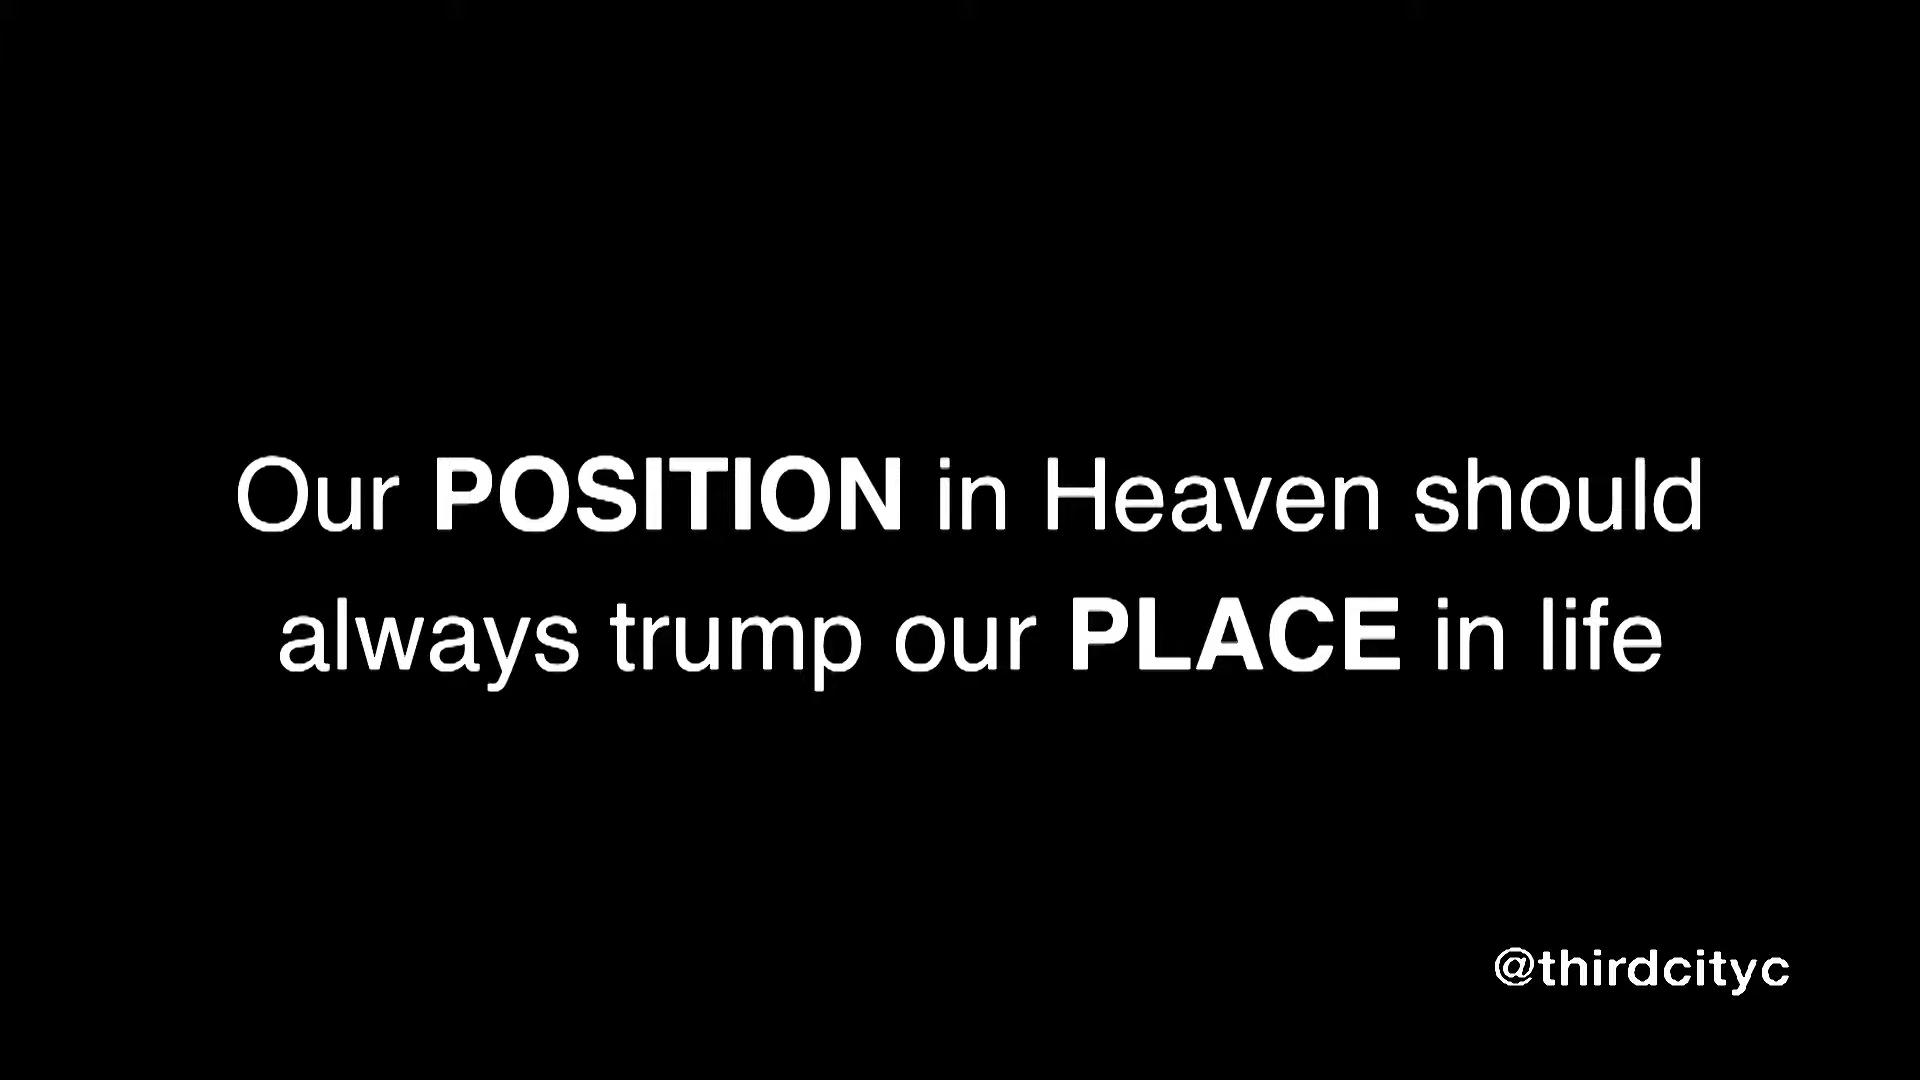 Our POSITION in Heaven should
always trump our PLACE in life
@thirdcityc